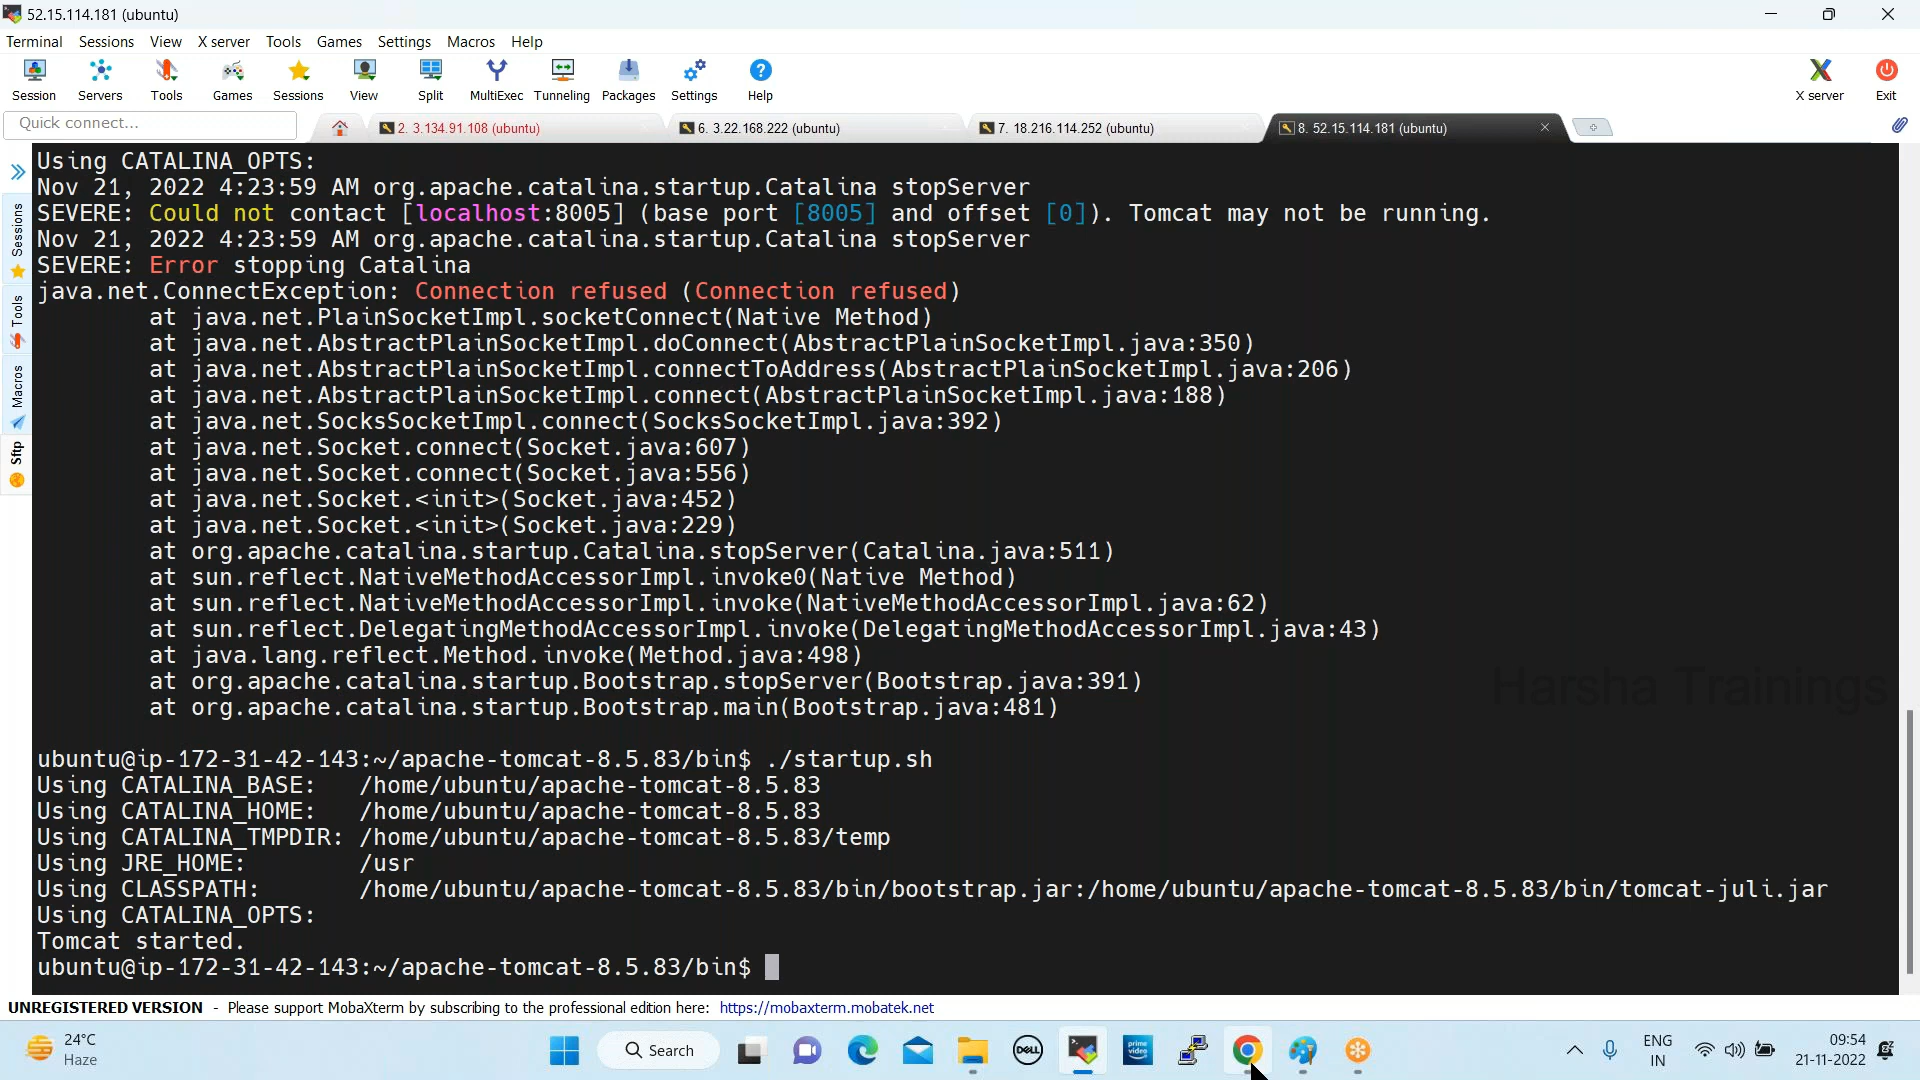 52.15.114.181 (ubuntu)
Terminal Sessions View X server Tools Games Settings Macros Help
Session Servers Tools Games Sessions View Split MultiExec Tunneling Packages Settings Help X server Exit
Quick connect... 2. 3.134.91.108 (ubuntu) 6. 3.22.168.222 (ubuntu) 7. 18.216.114.252 (ubuntu) 8. 52.15.114.181 (ubuntu)
Sessions
Tools
Macros
Sftp
Using CATALINA_OPTS:
Nov 21, 2022 4:23:59 AM org.apache.catalina.startup.Catalina stopServer
SEVERE: Could not contact [localhost:8005] (base port [8005] and offset [0]). Tomcat may not be running.
Nov 21, 2022 4:23:59 AM org.apache.catalina.startup.Catalina stopServer
SEVERE: Error stopping Catalina
java.net.ConnectException: Connection refused (Connection refused)
at java.net.PlainSocketImpl.socketConnect(Native Method)
at java.net.AbstractPlainSocketImpl.doConnect(AbstractPlainSocketImpl.java:350)
at java.net.AbstractPlainSocketImpl.connectToAddress(AbstractPlainSocketImpl.java:206)
at java.net.AbstractPlainSocketImpl.connect(AbstractPlainSocketImpl.java:188)
at java.net.SocksSocketImpl.connect(SocksSocketImpl.java:392)
at java.net.Socket.connect(Socket.java:607)
at java.net.Socket.connect(Socket.java:556)
at java.net.Socket.<init>(Socket.java:452)
at java.net.Socket.<init>(Socket.java:229)
at org.apache.catalina.startup.Catalina.stopServer(Catalina.java:511)
at sun.reflect.NativeMethodAccessorImpl.invoke0(Native Method)
at sun.reflect.NativeMethodAccessorImpl.invoke(NativeMethodAccessorImpl.java:62)
at sun.reflect.DelegatingMethodAccessorImpl.invoke(DelegatingMethodAccessorImpl.java:43)
at java.lang.reflect.Method.invoke(Method.java:498)
at org.apache.catalina.startup.Bootstrap.stopServer(Bootstrap.java:391)
at org.apache.catalina.startup.Bootstrap.main(Bootstrap.java:481)
Harsha Trainings
ubuntu@ip-172-31-42-143:~/apache-tomcat-8.5.83/bin$ ./startup.sh
Using CATALINA_BASE: /home/ubuntu/apache-tomcat-8.5.83
Using CATALINA_HOME: /home/ubuntu/apache-tomcat-8.5.83
Using CATALINA_TMPDIR: /home/ubuntu/apache-tomcat-8.5.83/temp
Using JRE_HOME: /usr
Using CLASSPATH: /home/ubuntu/apache-tomcat-8.5.83/bin/bootstrap.jar:/home/ubuntu/apache-tomcat-8.5.83/bin/tomcat-juli.jar
Using CATALINA_OPTS:
Tomcat started.
ubuntu@ip-172-31-42-143:~/apache-tomcat-8.5.83/bin$
UNREGISTERED VERSION - Please support MobaXterm by subscribing to the professional edition here: https://mobaxterm.mobatek.net
24°C
Haze
Search
DELL
prime video
ENG
IN
09:54
21-11-2022